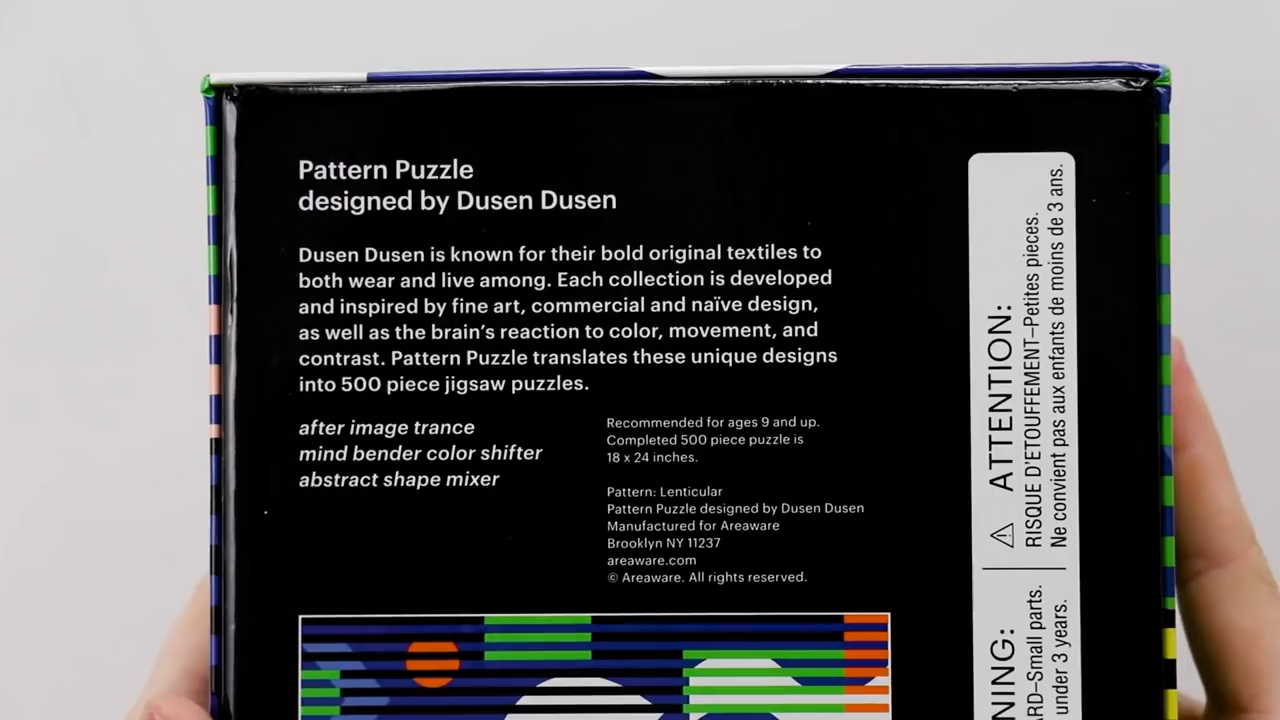 Pattern Puzzle
designed by Dusen Dusen
Dusen Dusen is known for their bold original textiles to
both wear and live among. Each collection is developed
and inspired by fine art, commercial and naïve design,
as well as the brain’s reaction to color, movement, and
contrast. Pattern Puzzle translates these unique designs
into 500 piece jigsaw puzzles.
after image trance
mind bender color shifter
abstract shape mixer
Recommended for ages 9 and up.
Completed 500 piece puzzle is
18 x 24 inches.
Pattern: Lenticular
Pattern Puzzle designed by Dusen Dusen
Manufactured for Areaware
Brooklyn NY 11237
areaware.com
© Areaware. All rights reserved.
⚠ ATTENTION:
RISQUE D'ETOUFFEMENT–Petites pieces.
Ne convient pas aux enfants de moins de 3 ans.
NING:
RD–Small parts.
under 3 years.